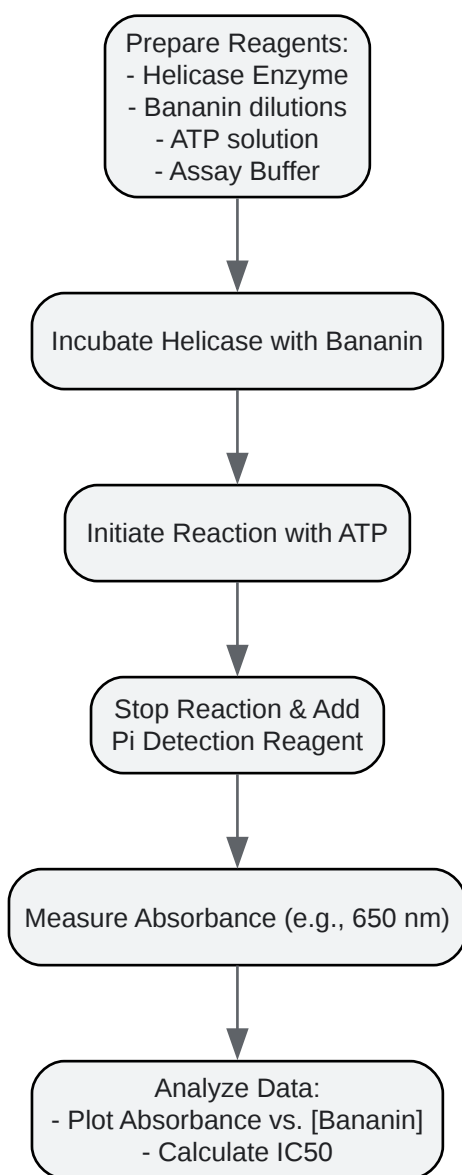 Prepare Reagents:
- Helicase Enzyme
- Bananin dilutions
- ATP solution
- Assay Buffer
Incubate Helicase with Bananin
Initiate Reaction with ATP
Stop Reaction & Add
Pi Detection Reagent
Measure Absorbance (e.g., 650 nm)
Analyze Data:
- Plot Absorbance vs. [Bananin]
- Calculate IC50